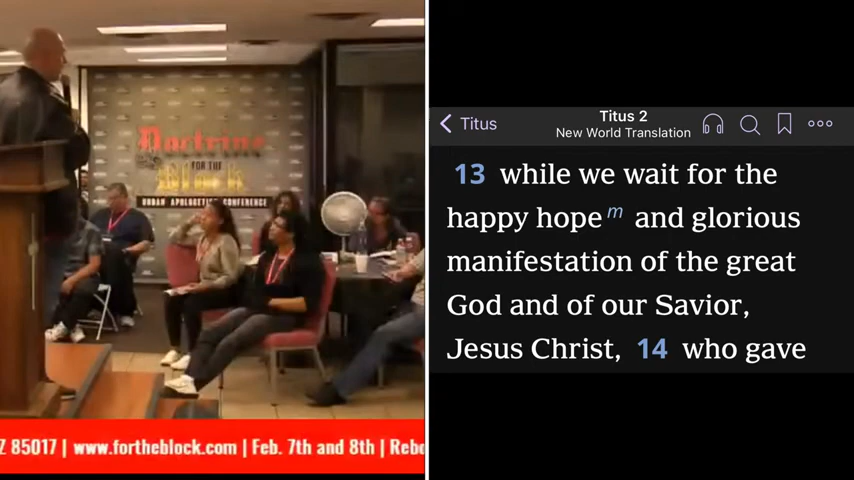 Doctrine
FOR THE
BLOCK
URBAN APOLOGETICS CONFERENCE
Z 85017 | www.fortheblock.com | Feb. 7th and 8th | Rebo
Titus
Titus 2
New World Translation
13 while we wait for the
happy hope m and glorious
manifestation of the great
God and of our Savior,
Jesus Christ, 14 who gave